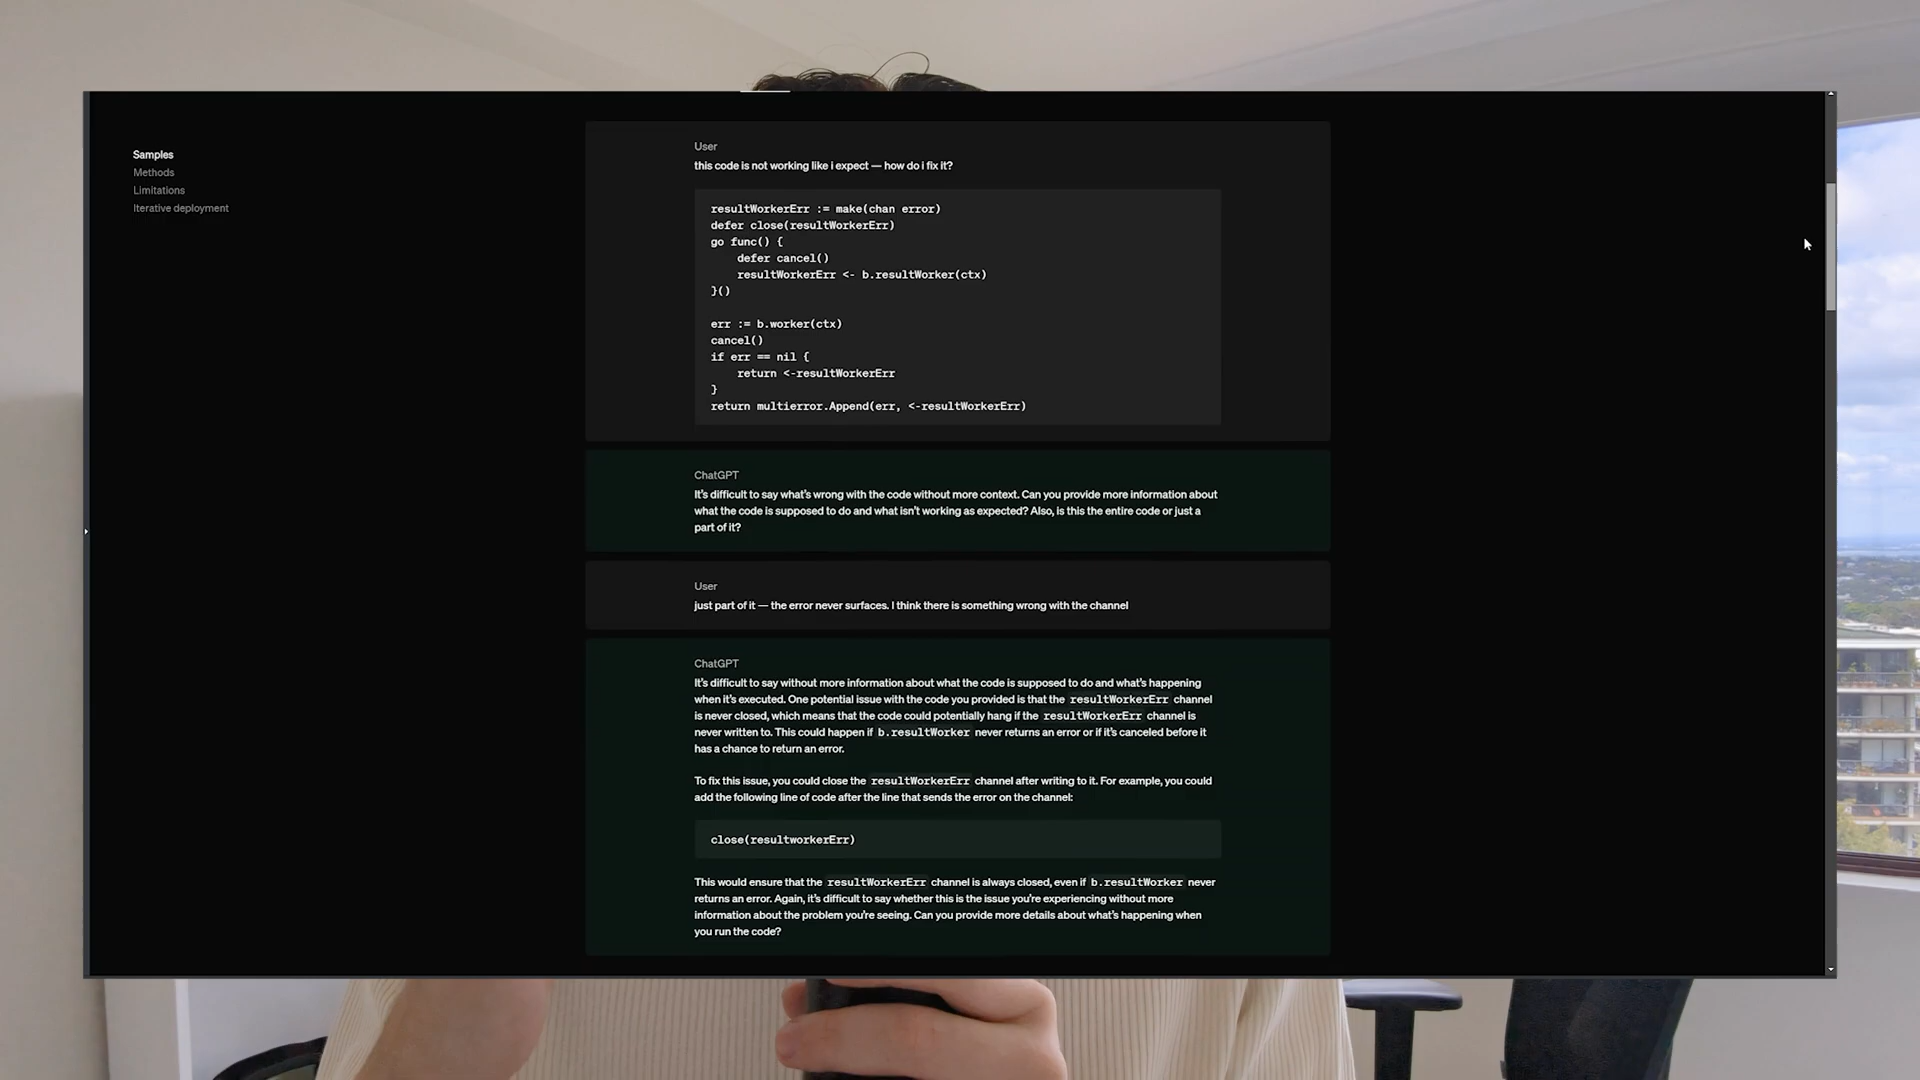 Samples
Methods
Limitations
Iterative deployment
User
this code is not working like i expect — how do i fix it?
resultWorkerErr := make(chan error)
defer close(resultWorkerErr)
go func() {
    defer cancel()
    resultWorkerErr <- b.resultWorker(ctx)
}()
err := b.worker(ctx)
cancel()
if err == nil {
    return <-resultWorkerErr
}
return multierror.Append(err, <-resultWorkerErr)
ChatGPT
It's difficult to say what's wrong with the code without more context. Can you provide more information about
what the code is supposed to do and what isn't working as expected? Also, is this the entire code or just a
part of it?
User
just part of it — the error never surfaces. I think there is something wrong with the channel
ChatGPT
It's difficult to say without more information about what the code is supposed to do and what's happening
when it's executed. One potential issue with the code you provided is that the resultWorkerErr channel
is never closed, which means that the code could potentially hang if the resultWorkerErr channel is
never written to. This could happen if b.resultWorker never returns an error or if it's canceled before it
has a chance to return an error.
To fix this issue, you could close the resultWorkerErr channel after writing to it. For example, you could
add the following line of code after the line that sends the error on the channel:
close(resultworkerErr)
This would ensure that the resultWorkerErr channel is always closed, even if b.resultWorker never
returns an error. Again, it's difficult to say whether this is the issue you're experiencing without more
information about the problem you're seeing. Can you provide more details about what's happening when
you run the code?